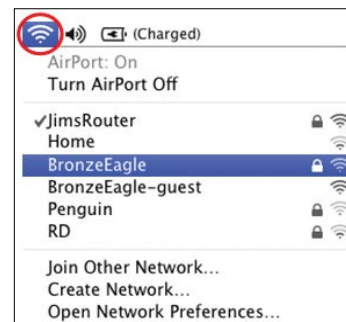 (Charged)
AirPort: On
Turn AirPort Off
✓JimsRouter
Home
BronzeEagle
BronzeEagle-guest
Penguin
RD
Join Other Network...
Create Network...
Open Network Preferences...